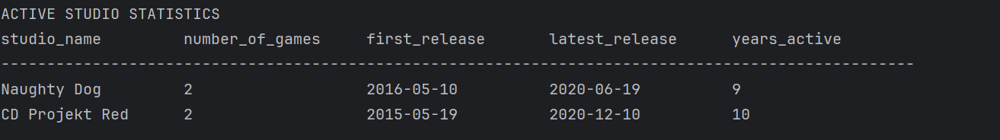 ACTIVE STUDIO STATISTICS
studio_name         number_of_games     first_release       latest_release      years_active
----------------------------------------------------------------------------------------------------
Naughty Dog         2                   2016-05-10          2020-06-19          9
CD Projekt Red      2                   2015-05-19          2020-12-10          10